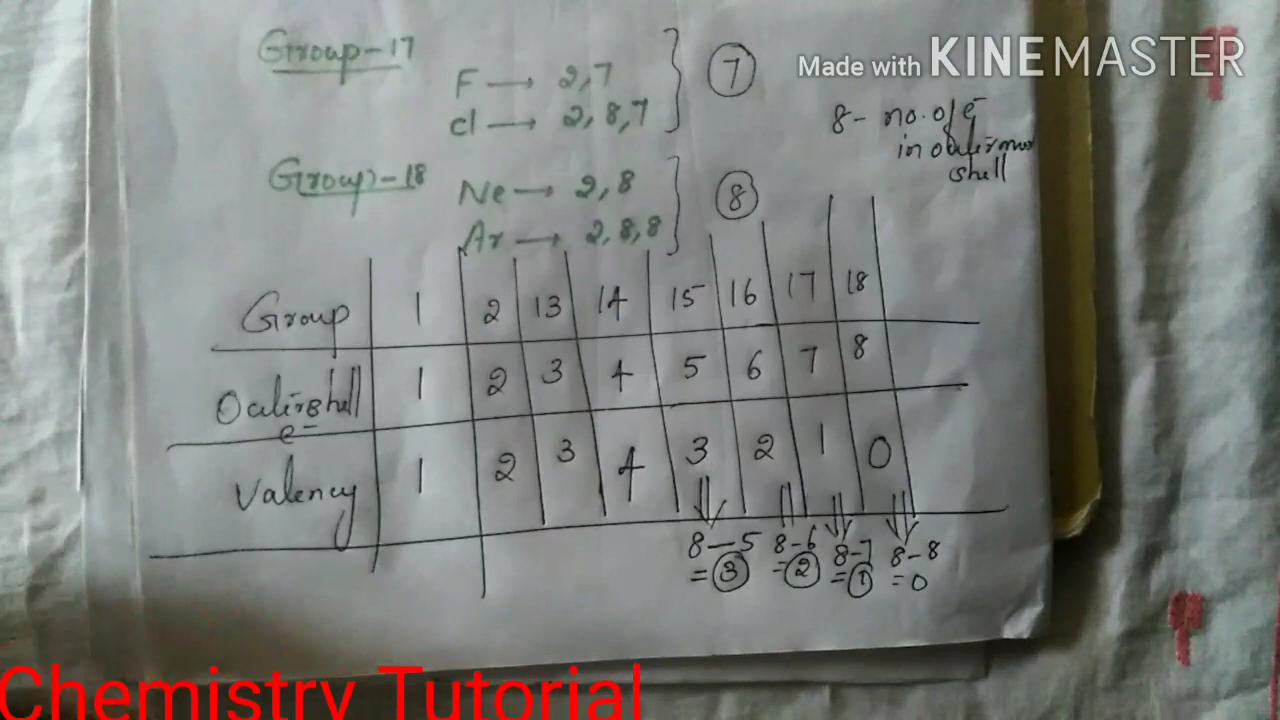 Group-17
F → 2,7
Cl → 2,8,7
7
Made with KINEMASTER
8- no. of e-
in outermost
shell
Group-18
Ne → 2,8
Ar → 2,8,8
8
Group 1 2 13 14 15 16 17 18
Outershell e- 1 2 3 4 5 6 7 8
Valency 1 2 3 4 3 2 1 0
8-5 8-6 8-7 8-8
=3 =2 =1 =0
Chemistry Tutorial